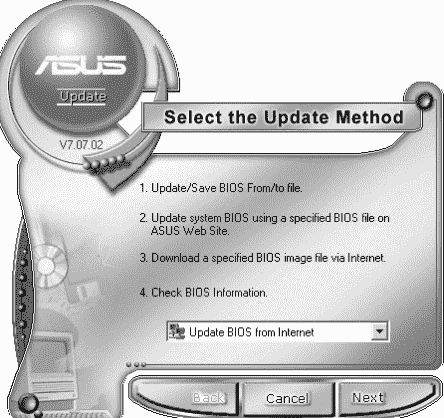 ASUS
Update
V7.07.02
Select the Update Method
1. Update/Save BIOS From/to file.
2. Update system BIOS using a specified BIOS file on
ASUS Web Site.
3. Download a specified BIOS image file via Internet.
4. Check BIOS Information.
Update BIOS from Internet
Back
Cancel
Next